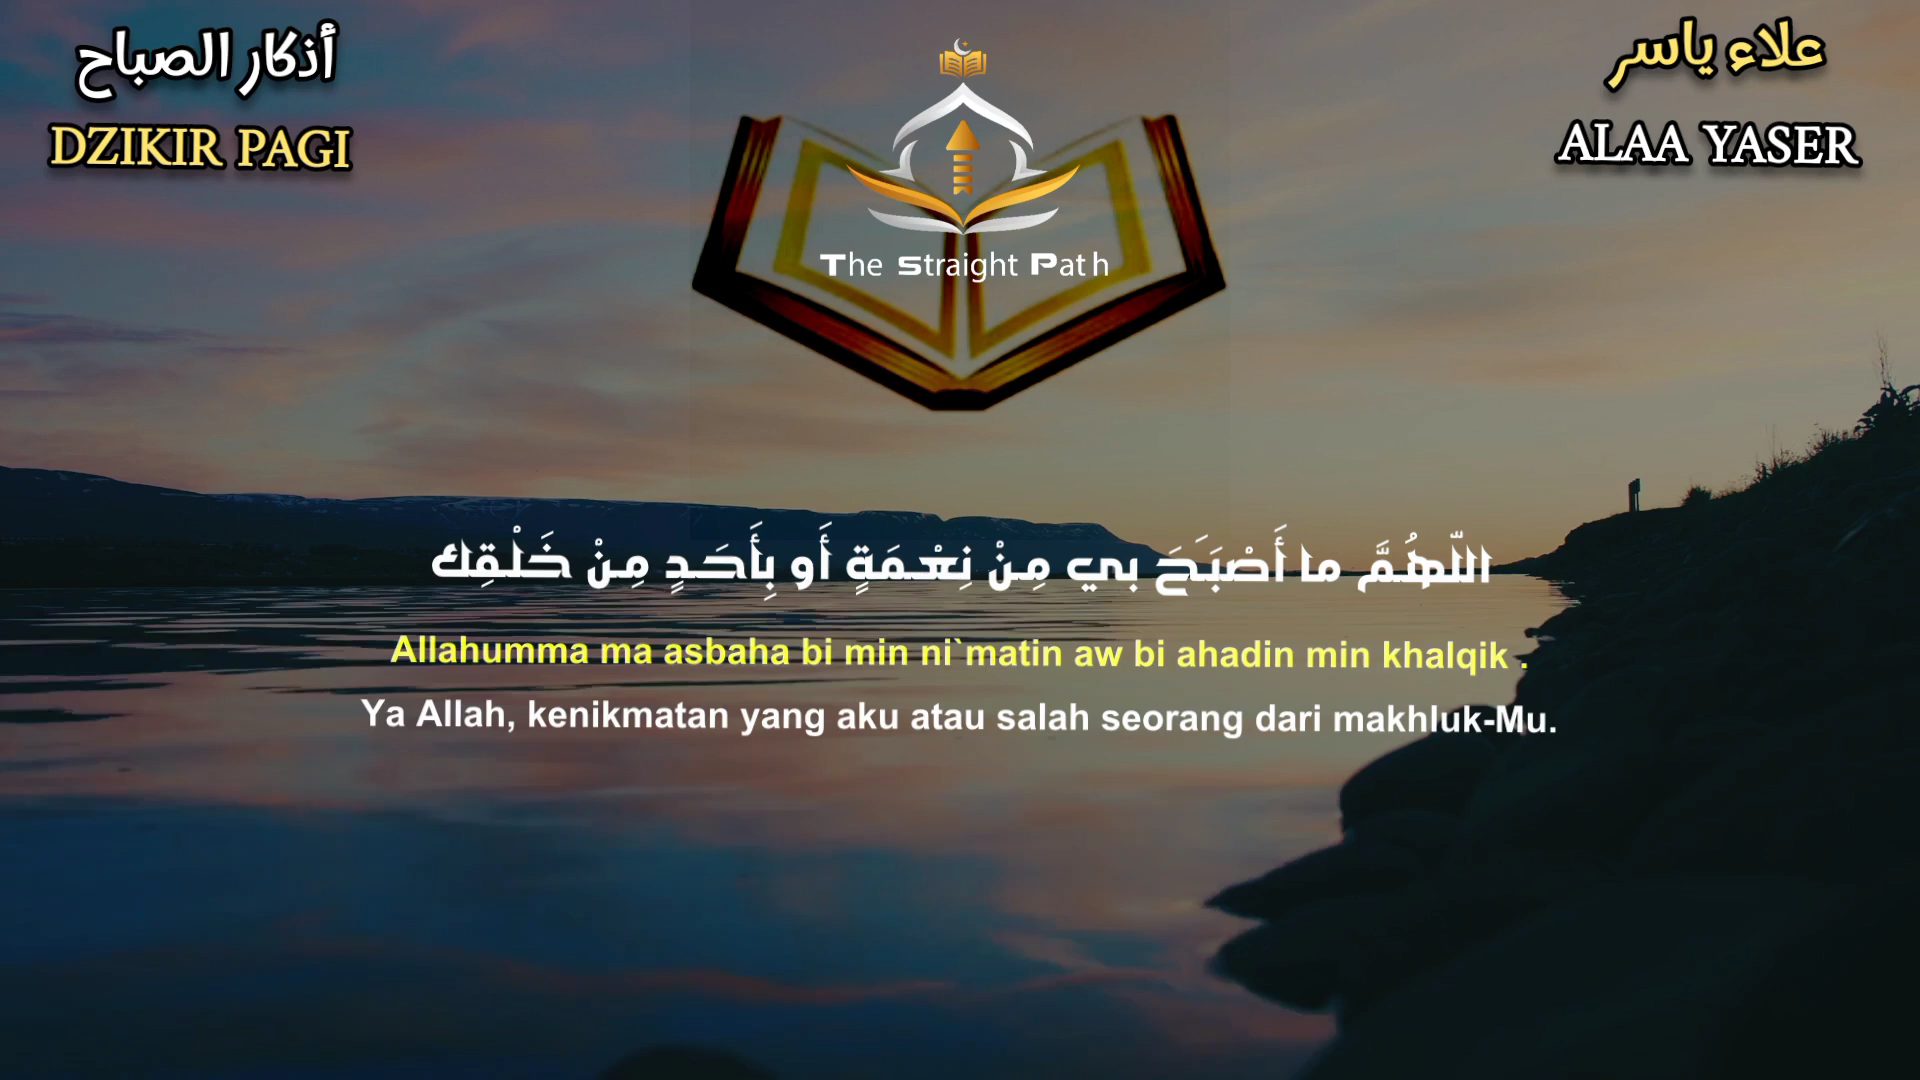 أذكار الصباح
DZIKIR PAGI
علاء ياسر
ALAA YASER
The Straight Path
اللّهُمَّ ما أَصْبَحَ بي مِنْ نِعْمَةٍ أَو بِأَحَدٍ مِنْ خَلْقِك
Allahumma ma asbaha bi min ni`matin aw bi ahadin min khalqik .
Ya Allah, kenikmatan yang aku atau salah seorang dari makhluk-Mu.